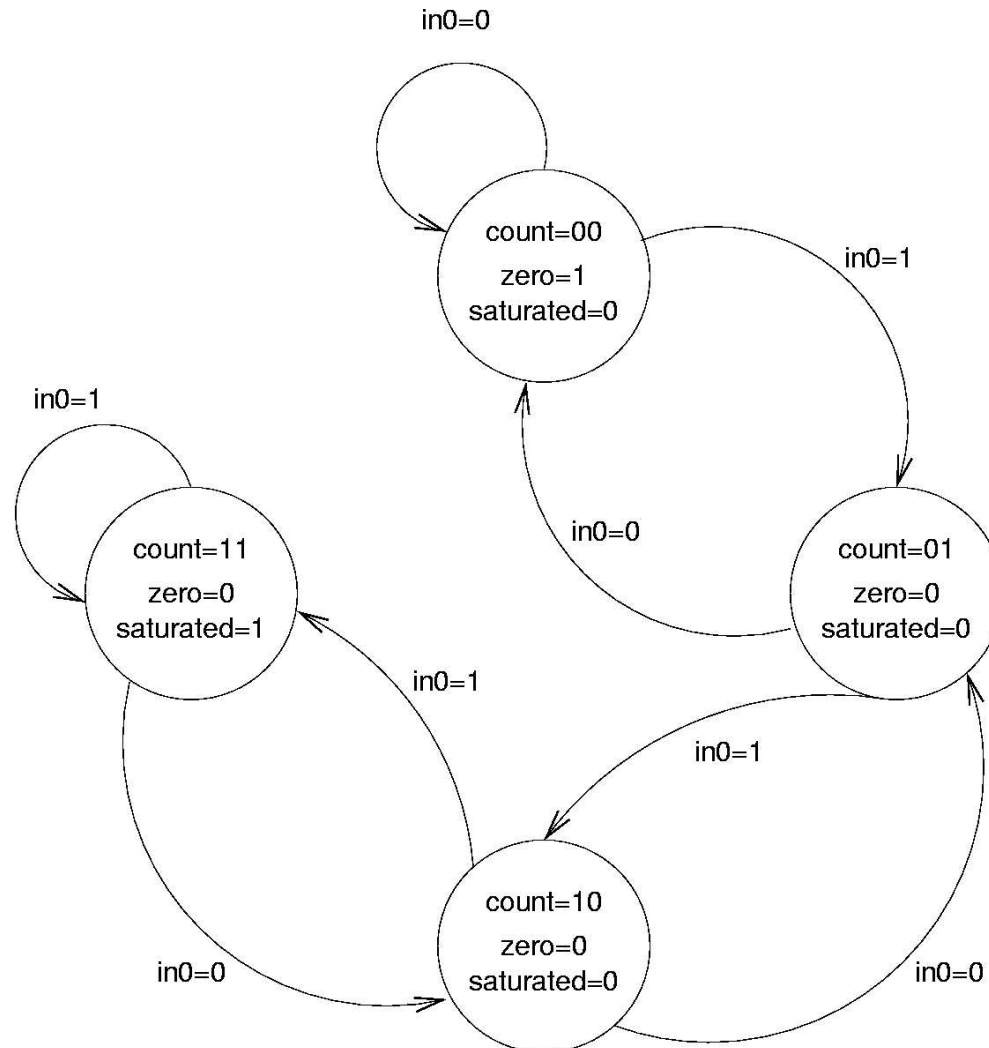 in0=0
count=00
zero=1
saturated=0
in0=1
in0=1
count=11
zero=0
saturated=1
in0=0
count=01
zero=0
saturated=0
in0=1
in0=1
count=10
zero=0
saturated=0
in0=0
in0=0